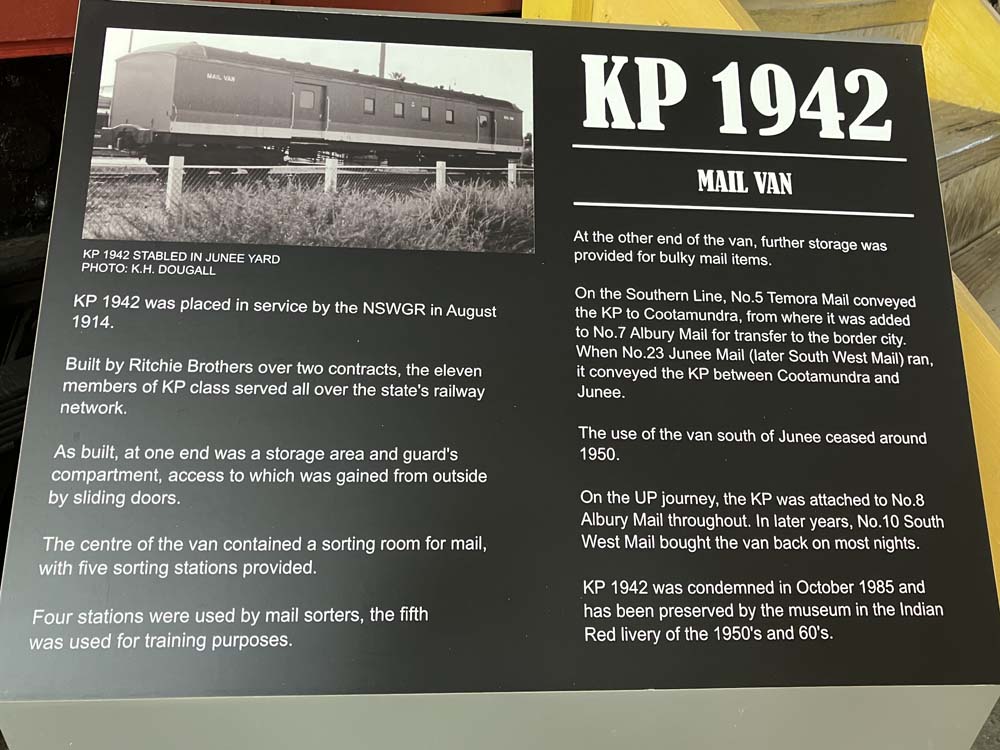 MAIL VAN
KP 1942 STABLED IN JUNEE YARD
PHOTO: K.H. DOUGALL
KP 1942 was placed in service by the NSWGR in August
1914.
Built by Ritchie Brothers over two contracts, the eleven
members of KP class served all over the state's railway
network.
As built, at one end was a storage area and guard's
compartment, access to which was gained from outside
by sliding doors.
The centre of the van contained a sorting room for mail,
with five sorting stations provided.
Four stations were used by mail sorters, the fifth
was used for training purposes.
KP 1942
MAIL VAN
At the other end of the van, further storage was
provided for bulky mail items.
On the Southern Line, No.5 Temora Mail conveyed
the KP to Cootamundra, from where it was added
to No.7 Albury Mail for transfer to the border city.
When No.23 Junee Mail (later South West Mail) ran,
it conveyed the KP between Cootamundra and
Junee.
The use of the van south of Junee ceased around
1950.
On the UP journey, the KP was attached to No.8
Albury Mail throughout. In later years, No.10 South
West Mail bought the van back on most nights.
KP 1942 was condemned in October 1985 and
has been preserved by the museum in the Indian
Red livery of the 1950's and 60's.